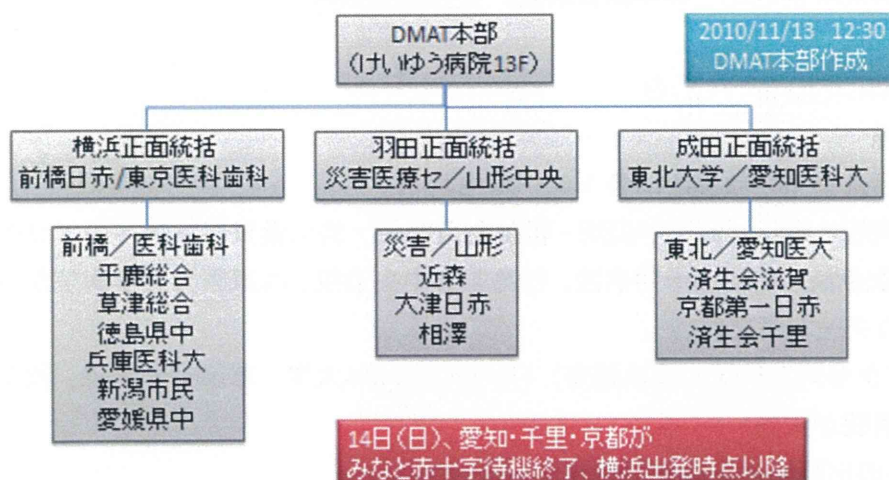 DMAT本部
(けいゆう病院13F)
2010/11/13 12:30
DMAT本部作成
横浜正面統括
前橋日赤/東京医科歯科
羽田正面統括
災害医療セ/山形中央
成田正面統括
東北大学/愛知医科大
前橋/医科歯科
平鹿総合
草津総合
徳島県中
兵庫医科大
新潟市民
愛媛県中
災害/山形
近森
大津日赤
相澤
東北/愛知医大
済生会滋賀
京都第一日赤
済生会千里
14日(日)、愛知・千里・京都が
みなと赤十字待機終了、横浜出発時点以降